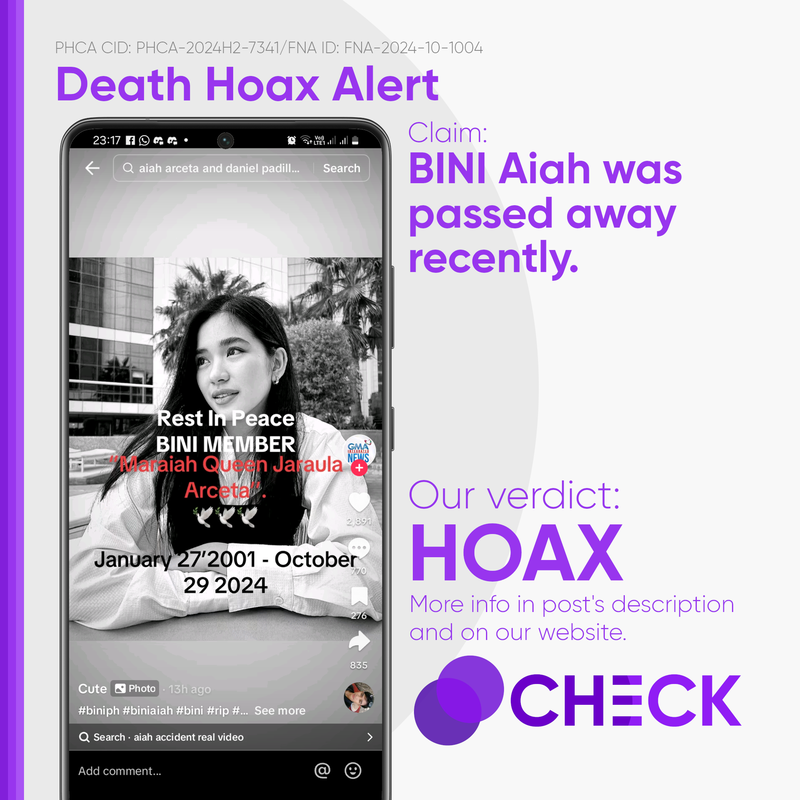 PHCA CID: PHCA-2024H2-7341/FNA ID: FNA-2024-10-1004
Death Hoax Alert
23:17
Vo))
LTE1
aiah arceta and daniel padill...
Search
Claim:
BINI Aiah was
passed away
recently.
Rest In Peace
BINI MEMBER
"Maraiah Queen Jaraula
Arceta".
🕊🕊🕊
January 27'2001 - October
29 2024
GMA
NEWS
2,891
770
276
835
Cute Photo · 13h ago
#biniph #biniaiah #bini #rip #... See more
Search · aiah accident real video
Add comment...
Our verdict:
HOAX
More info in post's description
and on our website.
CHECK